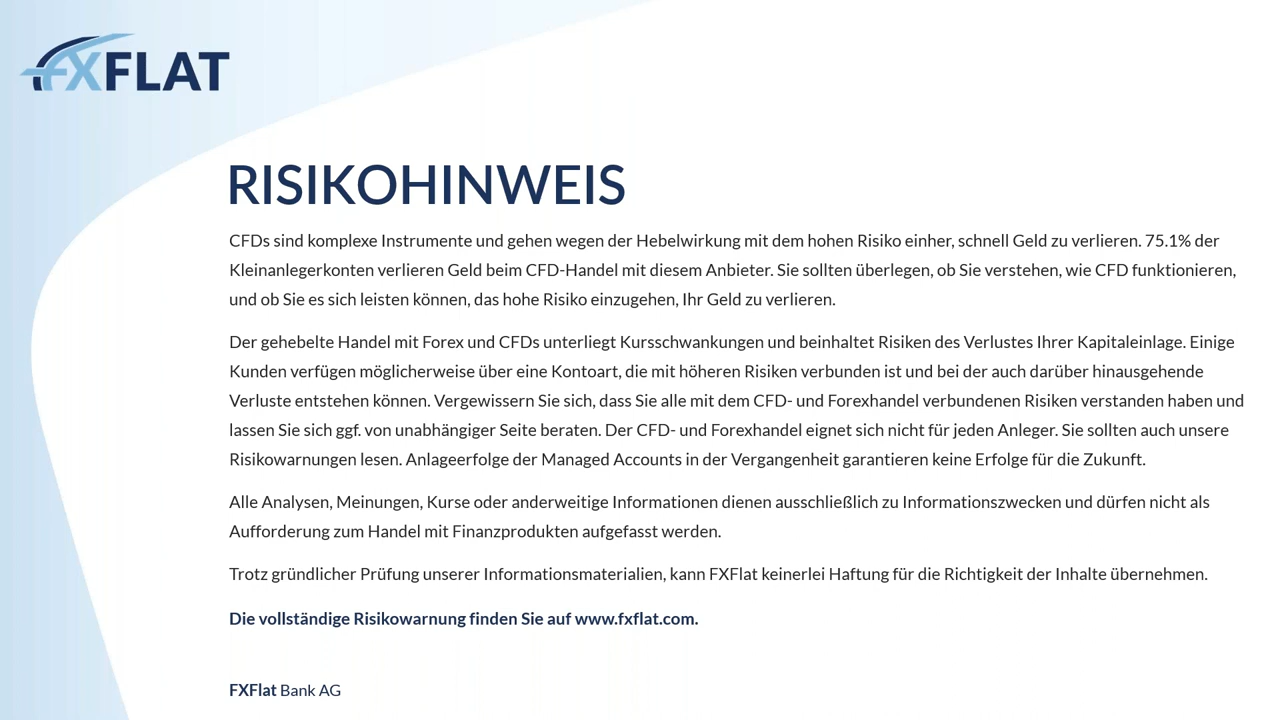 FXFLAT
RISIKOHINWEIS
CFDs sind komplexe Instrumente und gehen wegen der Hebelwirkung mit dem hohen Risiko einher, schnell Geld zu verlieren. 75.1% der
Kleinanlegerkonten verlieren Geld beim CFD-Handel mit diesem Anbieter. Sie sollten überlegen, ob Sie verstehen, wie CFD funktionieren,
und ob Sie es sich leisten können, das hohe Risiko einzugehen, Ihr Geld zu verlieren.
Der gehebelte Handel mit Forex und CFDs unterliegt Kursschwankungen und beinhaltet Risiken des Verlustes Ihrer Kapitaleinlage. Einige
Kunden verfügen möglicherweise über eine Kontoart, die mit höheren Risiken verbunden ist und bei der auch darüber hinausgehende
Verluste entstehen können. Vergewissern Sie sich, dass Sie alle mit dem CFD- und Forexhandel verbundenen Risiken verstanden haben und
lassen Sie sich ggf. von unabhängiger Seite beraten. Der CFD- und Forexhandel eignet sich nicht für jeden Anleger. Sie sollten auch unsere
Risikowarnungen lesen. Anlageerfolge der Managed Accounts in der Vergangenheit garantieren keine Erfolge für die Zukunft.
Alle Analysen, Meinungen, Kurse oder anderweitige Informationen dienen ausschließlich zu Informationszwecken und dürfen nicht als
Aufforderung zum Handel mit Finanzprodukten aufgefasst werden.
Trotz gründlicher Prüfung unserer Informationsmaterialien, kann FXFlat keinerlei Haftung für die Richtigkeit der Inhalte übernehmen.
Die vollständige Risikowarnung finden Sie auf www.fxflat.com.
FXFlat Bank AG